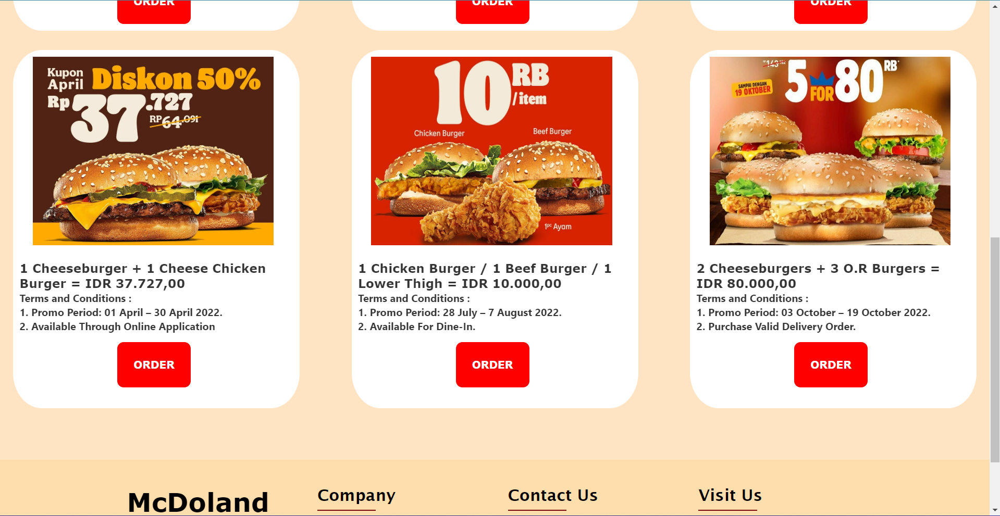 ORDER
ORDER
ORDER
Kupon
April
Diskon 50%
Rp 37.727
RP 64.091
10 RB
/item
Chicken Burger
Beef Burger
1pc Ayam
5 FOR 80 RB*
SAMPAI DENGAN
19 OKTOBER
1 Cheeseburger + 1 Cheese Chicken
Burger = IDR 37.727,00
Terms and Conditions :
1. Promo Period: 01 April – 30 April 2022.
2. Available Through Online Application
ORDER
1 Chicken Burger / 1 Beef Burger / 1
Lower Thigh = IDR 10.000,00
Terms and Conditions :
1. Promo Period: 28 July – 7 August 2022.
2. Available For Dine-In.
ORDER
2 Cheeseburgers + 3 O.R Burgers =
IDR 80.000,00
Terms and Conditions :
1. Promo Period: 03 October – 19 October 2022.
2. Purchase Valid Delivery Order.
ORDER
McDoland
Company
Contact Us
Visit Us